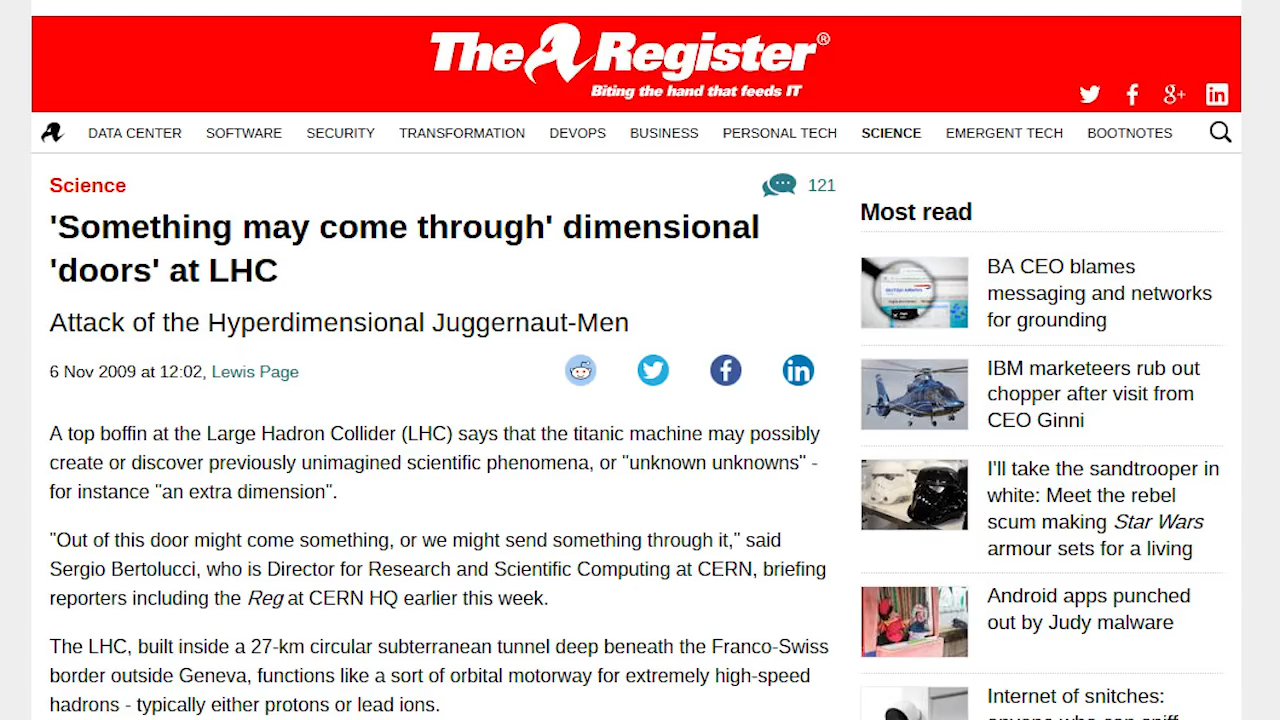 The Register®
Biting the hand that feeds IT
g+
in
DATA CENTER SOFTWARE SECURITY TRANSFORMATION DEVOPS BUSINESS PERSONAL TECH SCIENCE EMERGENT TECH BOOTNOTES
Science
121
'Something may come through' dimensional
'doors' at LHC
Attack of the Hyperdimensional Juggernaut-Men
6 Nov 2009 at 12:02, Lewis Page
in
A top boffin at the Large Hadron Collider (LHC) says that the titanic machine may possibly
create or discover previously unimagined scientific phenomena, or "unknown unknowns" -
for instance "an extra dimension".
"Out of this door might come something, or we might send something through it," said
Sergio Bertolucci, who is Director for Research and Scientific Computing at CERN, briefing
reporters including the Reg at CERN HQ earlier this week.
The LHC, built inside a 27-km circular subterranean tunnel deep beneath the Franco-Swiss
border outside Geneva, functions like a sort of orbital motorway for extremely high-speed
hadrons - typically either protons or lead ions.
Most read
BA CEO blames
messaging and networks
for grounding
IBM marketeers rub out
chopper after visit from
CEO Ginni
I'll take the sandtrooper in
white: Meet the rebel
scum making Star Wars
armour sets for a living
Android apps punched
out by Judy malware
Internet of snitches:
anyone who can sniff